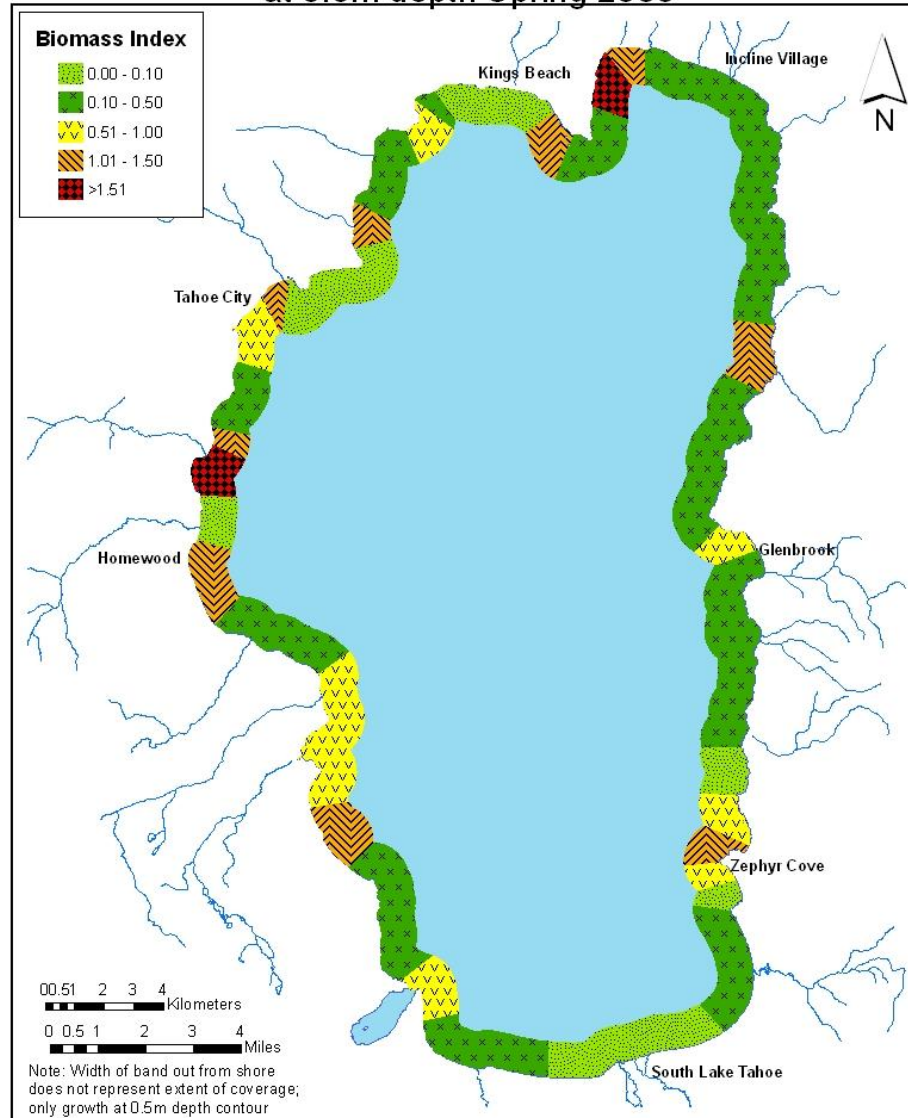 Biomass Index
0.00 - 0.10
0.10 - 0.50
0.51 - 1.00
1.01 - 1.50
>1.51
Kings Beach
Incline Village
N
Tahoe City
Homewood
Glenbrook
Zephyr Cove
South Lake Tahoe
00.51 2 3 4
Kilometers
0 0.5 1 2 3 4
Miles
Note: Width of band out from shore
does not represent extent of coverage;
only growth at 0.5m depth contour